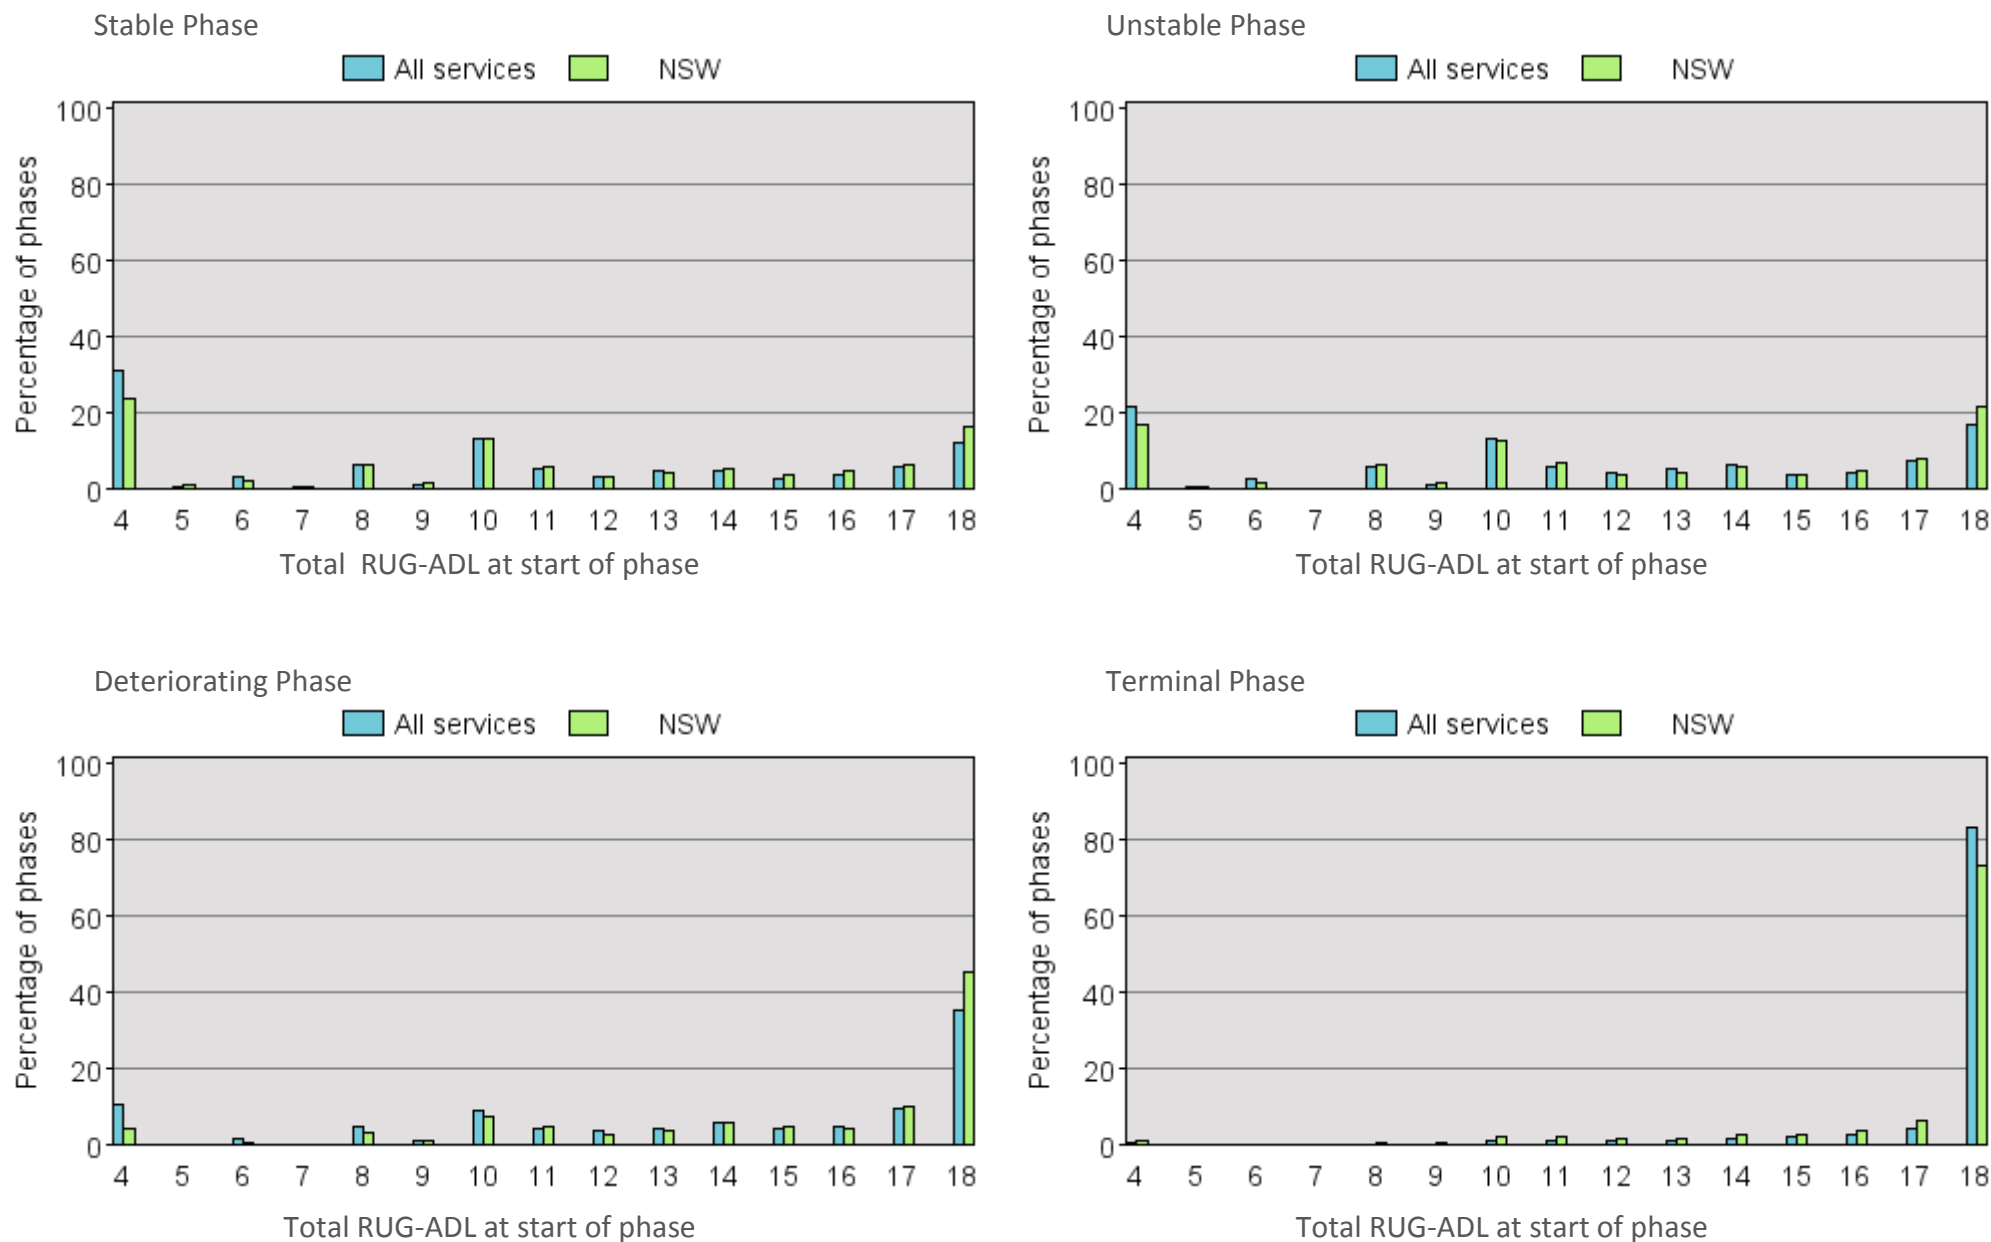 Stable Phase
All services NSW
100
80
60
40
20
0
Percentage of phases
4 5 6 7 8 9 10 11 12 13 14 15 16 17 18
Total RUG-ADL at start of phase
Unstable Phase
All services NSW
100
80
60
40
20
0
Percentage of phases
4 5 6 7 8 9 10 11 12 13 14 15 16 17 18
Total RUG-ADL at start of phase
Deteriorating Phase
All services NSW
100
80
60
40
20
0
Percentage of phases
4 5 6 7 8 9 10 11 12 13 14 15 16 17 18
Total RUG-ADL at start of phase
Terminal Phase
All services NSW
100
80
60
40
20
0
Percentage of phases
4 5 6 7 8 9 10 11 12 13 14 15 16 17 18
Total RUG-ADL at start of phase